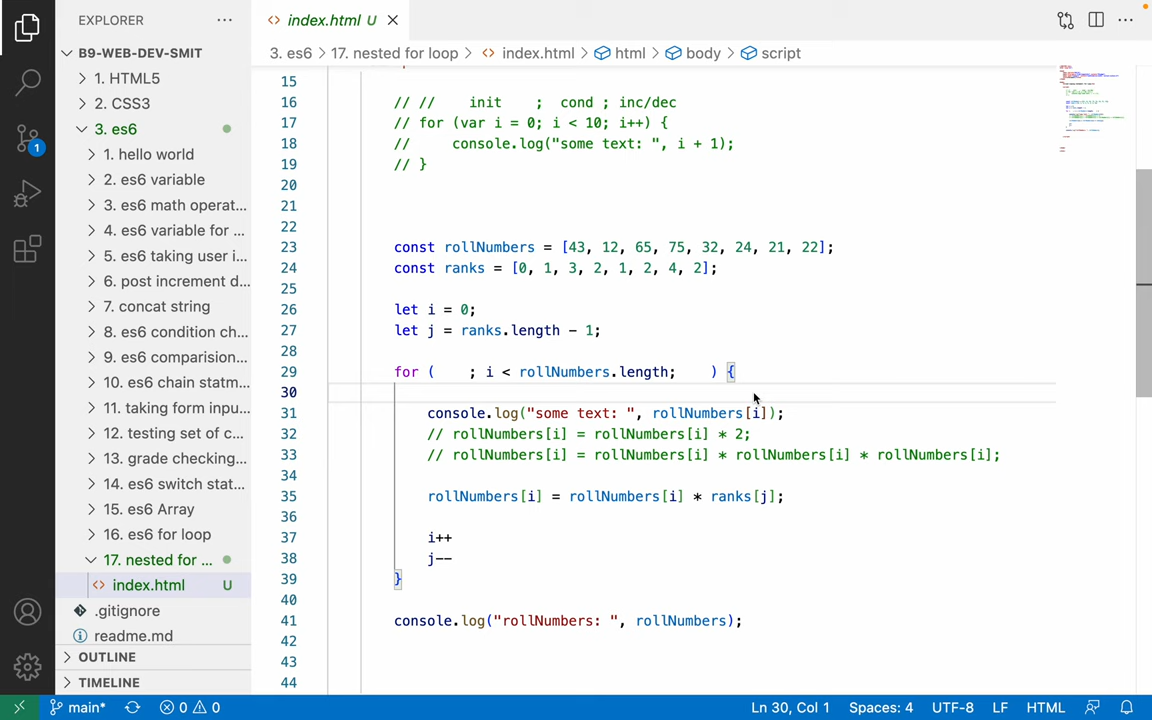 EXPLORER
index.html U
B9-WEB-DEV-SMIT
3. es6 > 17. nested for loop > index.html > html > body > script
1. HTML5
2. CSS3
3. es6
1. hello world
2. es6 variable
3. es6 math operat...
4. es6 variable for ...
5. es6 taking user i...
6. post increment d...
7. concat string
8. es6 condition ch...
9. es6 comparision...
10. es6 chain statm...
11. taking form inpu...
12. testing set of c...
13. grade checking...
14. es6 switch stat...
15. es6 Array
16. es6 for loop
17. nested for ...
index.html U
.gitignore
readme.md
OUTLINE
TIMELINE
1
15
16 // // init ; cond ; inc/dec
17 // for (var i = 0; i < 10; i++) {
18 // console.log("some text: ", i + 1);
19 // }
20
21
22
23 const rollNumbers = [43, 12, 65, 75, 32, 24, 21, 22];
24 const ranks = [0, 1, 3, 2, 1, 2, 4, 2];
25
26 let i = 0;
27 let j = ranks.length - 1;
28
29 for ( ; i < rollNumbers.length; ) {
30
31 console.log("some text: ", rollNumbers[i]);
32 // rollNumbers[i] = rollNumbers[i] * 2;
33 // rollNumbers[i] = rollNumbers[i] * rollNumbers[i] * rollNumbers[i];
34
35 rollNumbers[i] = rollNumbers[i] * ranks[j];
36
37 i++
38 j--
39 }
40
41 console.log("rollNumbers: ", rollNumbers);
42
43
44
main* 0 0 Ln 30, Col 1 Spaces: 4 UTF-8 LF HTML